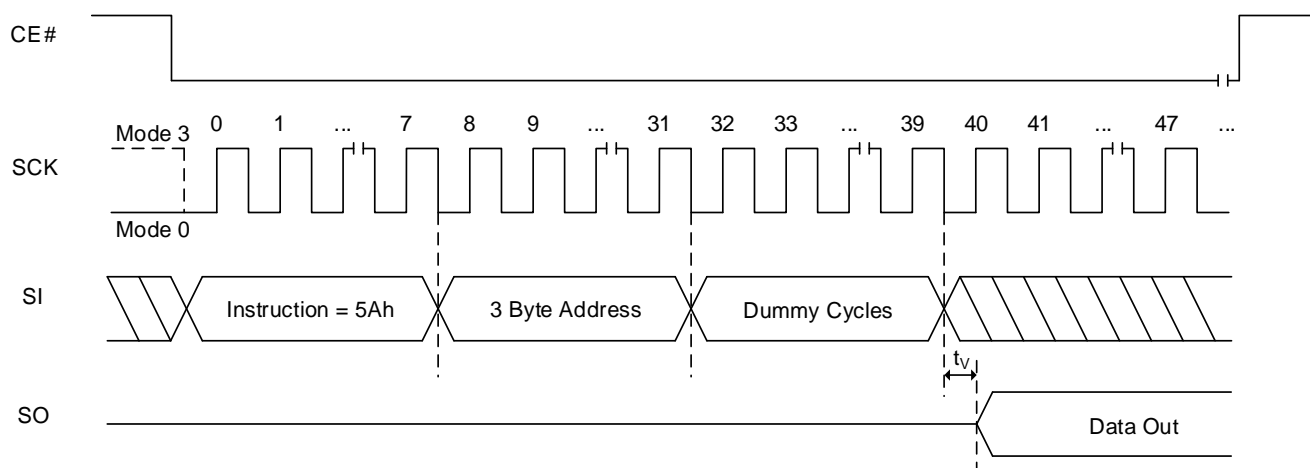 CE#
0 1 ... 7 8 9 ... 31 32 33 ... 39 40 41 ... 47 ...
Mode 3
SCK
Mode 0
SI
Instruction = 5Ah
3 Byte Address
Dummy Cycles
tV
SO
Data Out